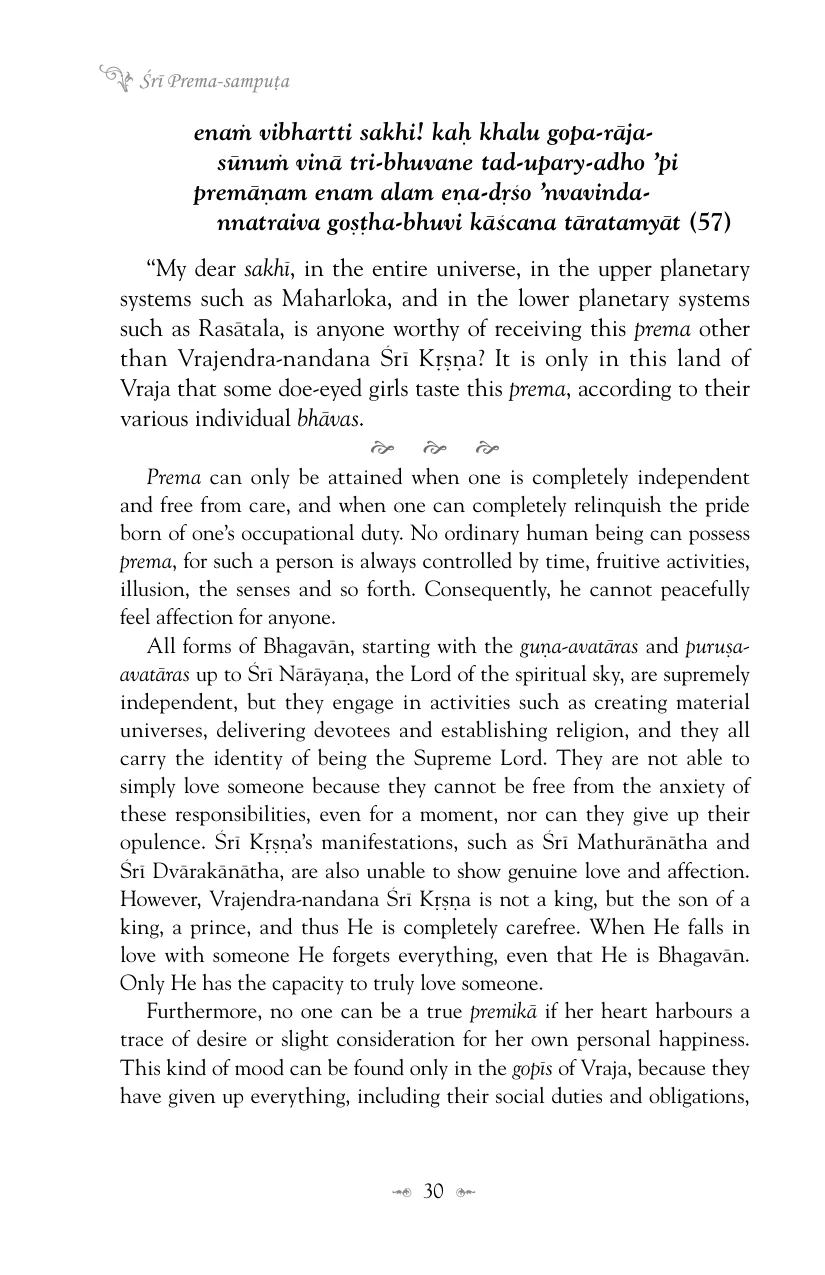 Śrī Prema-sampuṭa
enaṁ vibhartti sakhi! kaḥ khalu gopa-rāja-
sūnuṁ vinā tri-bhuvane tad-upary-adho ’pi
premāṇam enam alam eṇa-dṛśo ’nvavinda-
nnatraiva goṣṭha-bhuvi kāścana tāratamyāt (57)
“My dear sakhī, in the entire universe, in the upper planetary
systems such as Maharloka, and in the lower planetary systems
such as Rasātala, is anyone worthy of receiving this prema other
than Vrajendra-nandana Śrī Kṛṣṇa? It is only in this land of
Vraja that some doe-eyed girls taste this prema, according to their
various individual bhāvas.
Prema can only be attained when one is completely independent
and free from care, and when one can completely relinquish the pride
born of one’s occupational duty. No ordinary human being can possess
prema, for such a person is always controlled by time, fruitive activities,
illusion, the senses and so forth. Consequently, he cannot peacefully
feel affection for anyone.
All forms of Bhagavān, starting with the guṇa-avatāras and puruṣa-
avatāras up to Śrī Nārāyaṇa, the Lord of the spiritual sky, are supremely
independent, but they engage in activities such as creating material
universes, delivering devotees and establishing religion, and they all
carry the identity of being the Supreme Lord. They are not able to
simply love someone because they cannot be free from the anxiety of
these responsibilities, even for a moment, nor can they give up their
opulence. Śrī Kṛṣṇa’s manifestations, such as Śrī Mathurānātha and
Śrī Dvārakānātha, are also unable to show genuine love and affection.
However, Vrajendra-nandana Śrī Kṛṣṇa is not a king, but the son of a
king, a prince, and thus He is completely carefree. When He falls in
love with someone He forgets everything, even that He is Bhagavān.
Only He has the capacity to truly love someone.
Furthermore, no one can be a true premikā if her heart harbours a
trace of desire or slight consideration for her own personal happiness.
This kind of mood can be found only in the gopīs of Vraja, because they
have given up everything, including their social duties and obligations,
30